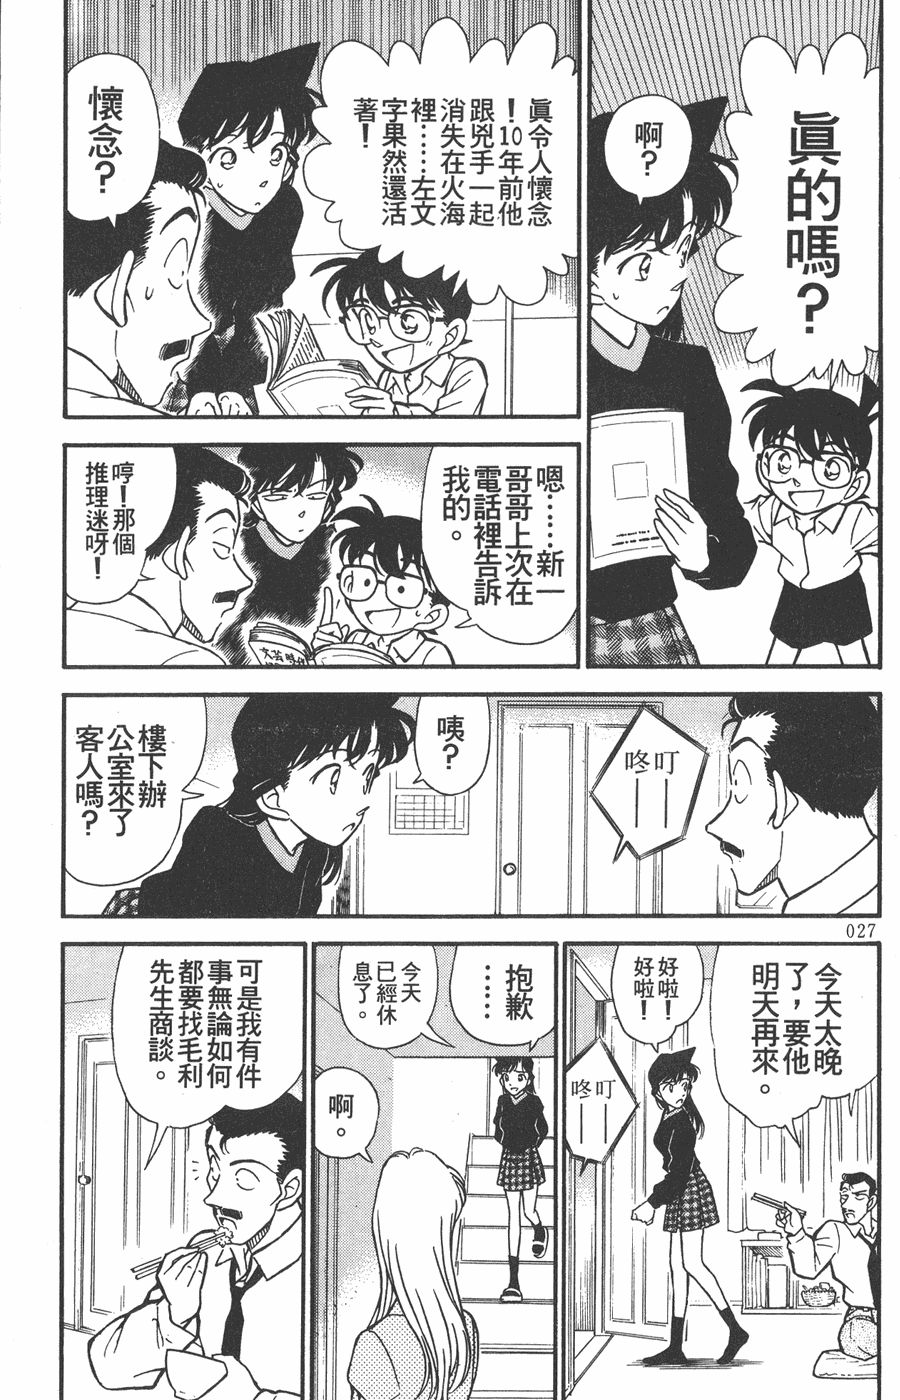 真的嗎？
啊？
真令人懷念
！10年前他
跟兇手一起
消失在火海
裡……左文
字果然還活
著！
懷念？
嗯……新一
哥哥上次在
電話裡告訴
我的。
哼！那個
推理迷呀！
文芸時代
叮
咚
咦？
樓下辦
公室來了
客人嗎？
027
今天太晚
了，要他
明天再來。
好啦！
好啦！
叮
咚
抱歉
……
今天
已經休
息了。
啊。
可是我有件
事無論如何
都要找毛利
先生商談。